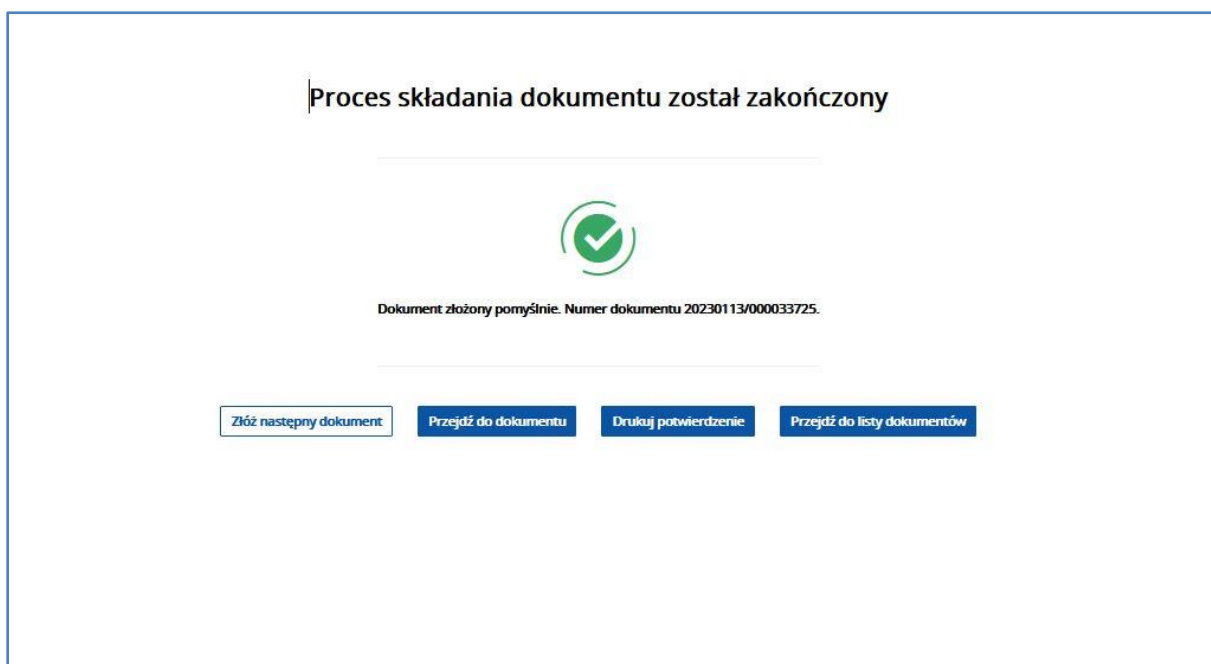 Proces składania dokumentu został zakończony
Dokument złożony pomyślnie. Numer dokumentu 20230113/000033725.
Złóż następny dokument
Przejdź do dokumentu
Drukuj potwierdzenie
Przejdź do listy dokumentów